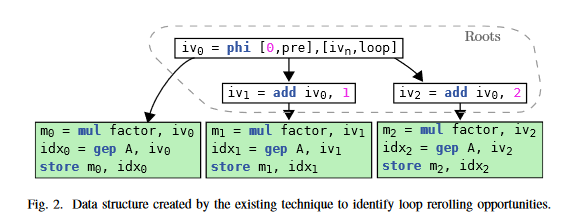 Roots
iv₀ = phi [0,pre],[ivₙ,loop]
iv₁ = add iv₀, 1
iv₂ = add iv₀, 2
m₀ = mul factor, iv₀
idx₀ = gep A, iv₀
store m₀, idx₀
m₁ = mul factor, iv₁
idx₁ = gep A, iv₁
store m₁, idx₁
m₂ = mul factor, iv₂
idx₂ = gep A, iv₂
store m₂, idx₂
Fig. 2. Data structure created by the existing technique to identify loop rerolling opportunities.